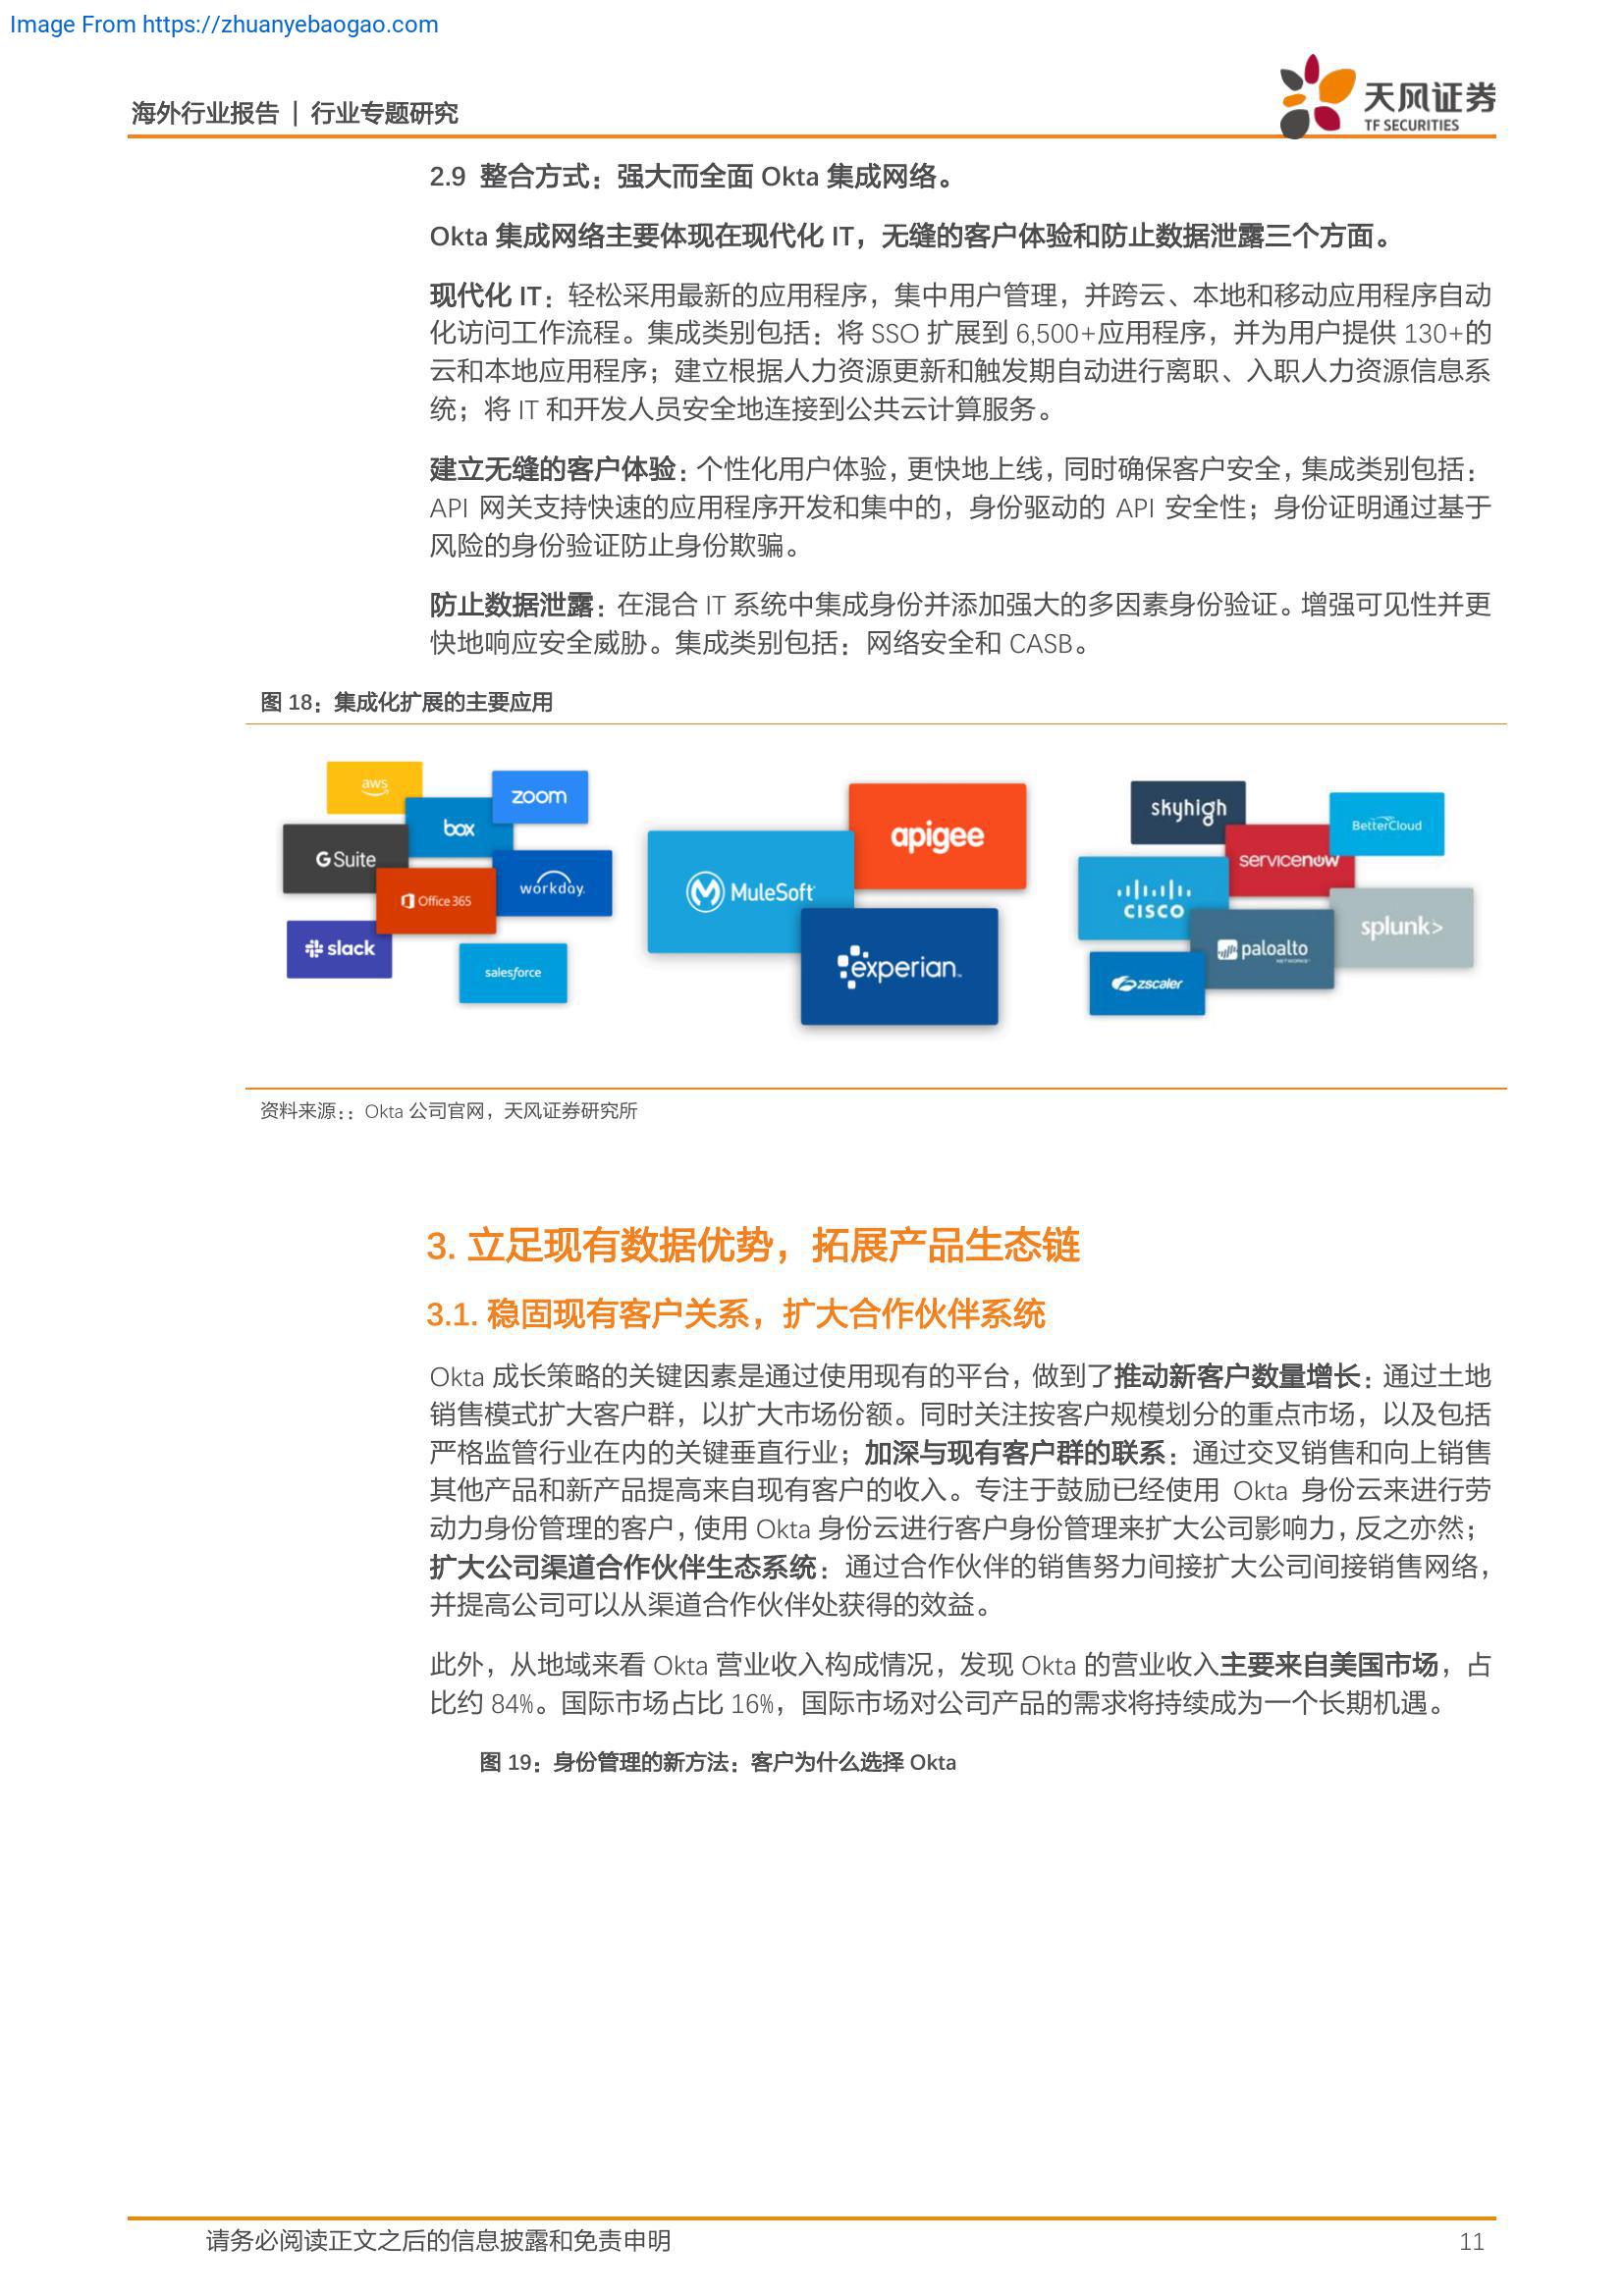 Image From https://zhuanyebaogao.com
海外行业报告 | 行业专题研究
天风证券
TF SECURITIES
2.9 整合方式：强大而全面 Okta 集成网络。
Okta 集成网络主要体现在现代化 IT，无缝的客户体验和防止数据泄露三个方面。
现代化 IT：轻松采用最新的应用程序，集中用户管理，并跨云、本地和移动应用程序自动
化访问工作流程。集成类别包括：将 SSO 扩展到 6,500+应用程序，并为用户提供 130+的
云和本地应用程序；建立根据人力资源更新和触发期自动进行离职、入职人力资源信息系
统；将 IT 和开发人员安全地连接到公共云计算服务。
建立无缝的客户体验：个性化用户体验，更快地上线，同时确保客户安全，集成类别包括：
API 网关支持快速的应用程序开发和集中的，身份驱动的 API 安全性；身份证明通过基于
风险的身份验证防止身份欺骗。
防止数据泄露：在混合 IT 系统中集成身份并添加强大的多因素身份验证。增强可见性并更
快地响应安全威胁。集成类别包括：网络安全和 CASB。
图 18：集成化扩展的主要应用
aws
zoom
box
G Suite
workday.
Office 365
slack
salesforce
apigee
MuleSoft
experian.
skyhigh
BetterCloud
servicenow
CISCO
splunk>
paloalto
NETWORKS
zscaler
资料来源：：Okta 公司官网，天风证券研究所
3. 立足现有数据优势，拓展产品生态链
3.1. 稳固现有客户关系，扩大合作伙伴系统
Okta 成长策略的关键因素是通过使用现有的平台，做到了推动新客户数量增长：通过土地
销售模式扩大客户群，以扩大市场份额。同时关注按客户规模划分的重点市场，以及包括
严格监管行业在内的关键垂直行业；加深与现有客户群的联系：通过交叉销售和向上销售
其他产品和新产品提高来自现有客户的收入。专注于鼓励已经使用 Okta 身份云来进行劳
动力身份管理的客户，使用 Okta 身份云进行客户身份管理来扩大公司影响力，反之亦然；
扩大公司渠道合作伙伴生态系统：通过合作伙伴的销售努力间接扩大公司间接销售网络，
并提高公司可以从渠道合作伙伴处获得的效益。
此外，从地域来看 Okta 营业收入构成情况，发现 Okta 的营业收入主要来自美国市场，占
比约 84%。国际市场占比 16%，国际市场对公司产品的需求将持续成为一个长期机遇。
图 19：身份管理的新方法：客户为什么选择 Okta
请务必阅读正文之后的信息披露和免责申明
11